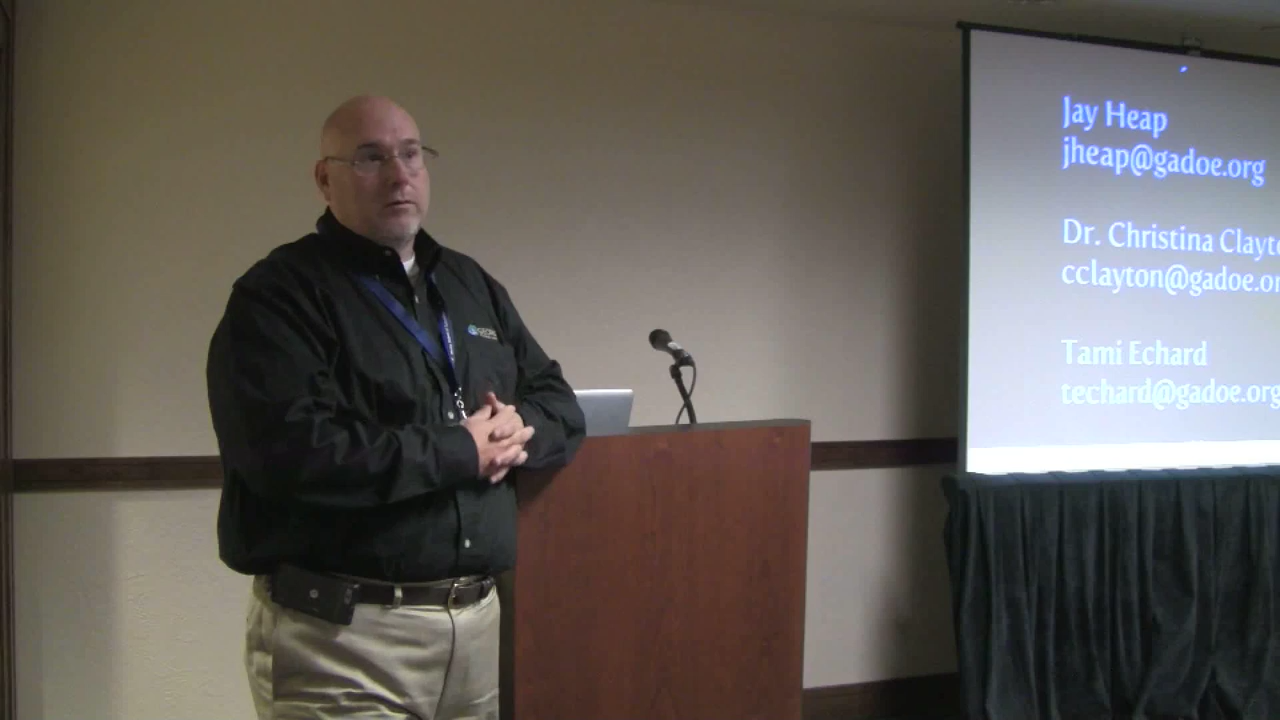 Jay Heap
jheap@gadoe.org
Dr. Christina Clayto
cclayton@gadoe.or
Tami Echard
techard@gadoe.org